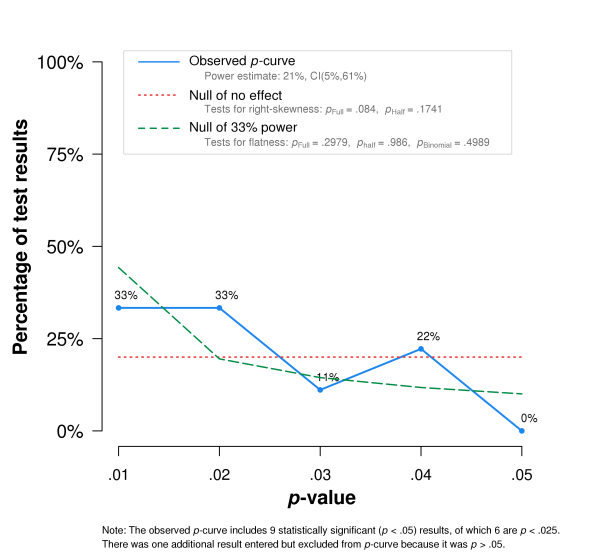 100%
75%
50%
25%
0%
Percentage of test results
Observed p-curve
Power estimate: 21%, CI(5%,61%)
Null of no effect
Tests for right-skewness: pFull = .084, pHalf = .1741
Null of 33% power
Tests for flatness: pFull = .2979, phalf = .986, pBinomial = .4989
33%
33%
11%
22%
0%
.01 .02 .03 .04 .05
p-value
Note: The observed p-curve includes 9 statistically significant (p < .05) results, of which 6 are p < .025.
There was one additional result entered but excluded from p-curve because it was p > .05.